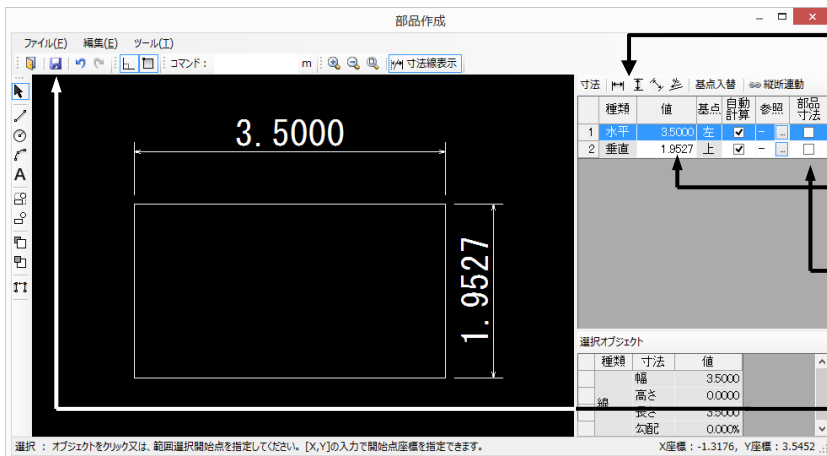 部品作成
ファイル(F) 編集(E) ツール(T)
コマンド: m 寸法線表示
寸法 基点入替 縦断連動
種類 値 基点 自動計算 参照 部品寸法
1 水平 3.5000 左 - ...
2 垂直 1.9527 上 - ...
3.5000
1.9527
A
選択オブジェクト
種類 寸法 値
線 幅 3.5000
高さ 0.0000
長さ 3.5000
勾配 0.000%
選択 : オブジェクトをクリック又は、範囲選択開始点を指定してください。[X,Y]の入力で開始点座標を指定できます。 X座標:-1.3176, Y座標:3.5452